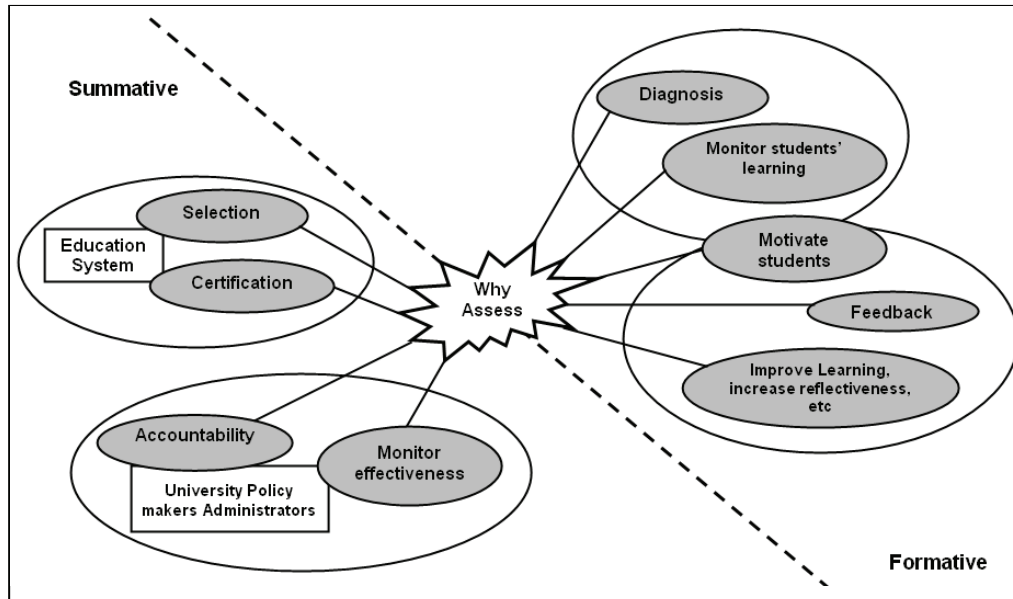 Summative
Diagnosis
Monitor students'
learning
Selection
Education
System
Certification
Motivate
students
Why
Assess
Feedback
Improve Learning,
increase reflectiveness,
etc
Accountability
Monitor
effectiveness
University Policy
makers Administrators
Formative